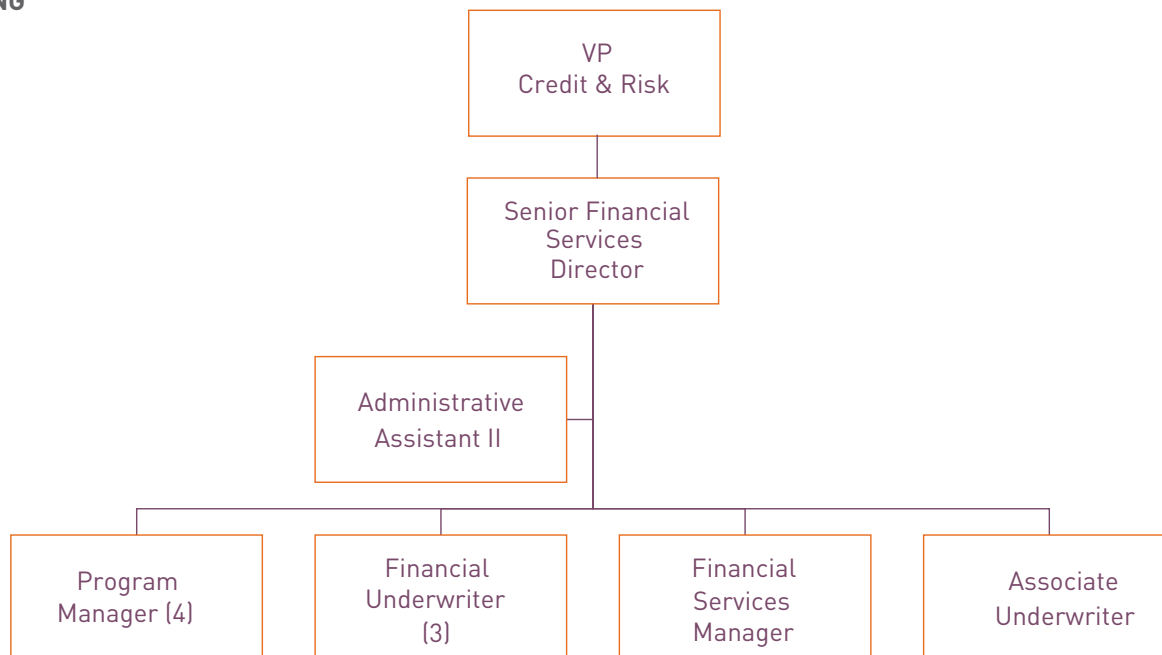 VP
Credit & Risk
Senior Financial
Services
Director
Administrative
Assistant II
Program
Manager (4)
Financial
Underwriter
(3)
Financial
Services
Manager
Associate
Underwriter